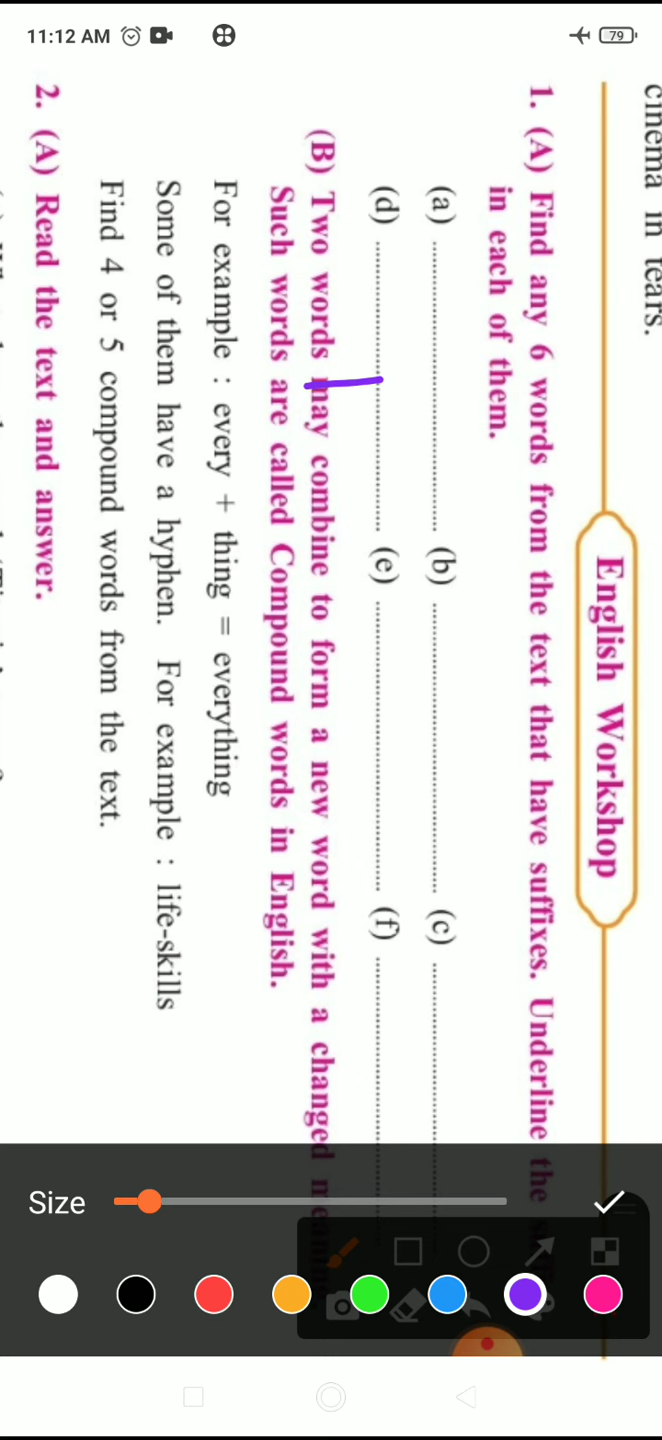 11:12 AM
79
cinema in tears.
English Workshop
1. (A) Find any 6 words from the text that have suffixes. Underline the
in each of them.
(a) (b) (c)
(d) (e) (f)
(B) Two words may combine to form a new word with a changed
Such words are called Compound words in English.
For example : every + thing = everything
Some of them have a hyphen. For example : life-skills
Find 4 or 5 compound words from the text.
2. (A) Read the text and answer.
Size